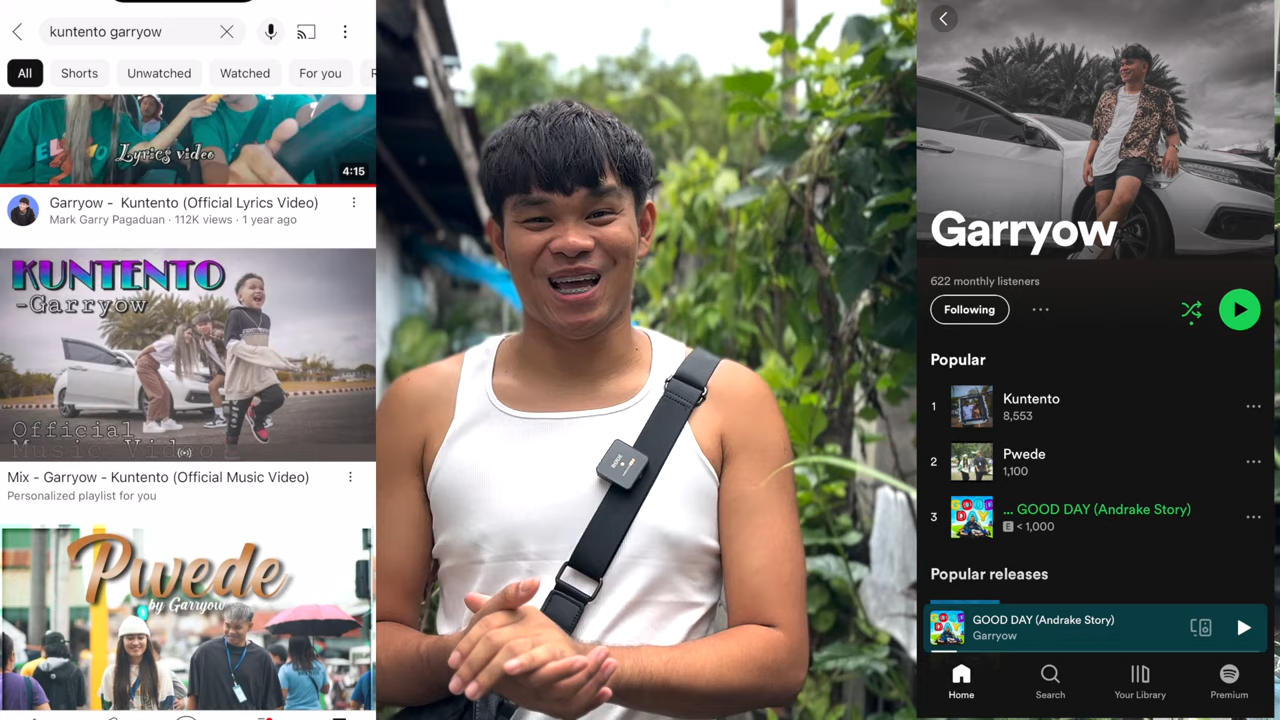 kuntento garryow
All
Shorts
Unwatched
Watched
For you
Lyrics video
4:15
Garryow - Kuntento (Official Lyrics Video)
Mark Garry Pagaduan · 112K views · 1 year ago
KUNTENTO
-Garryow
Official
Music Video
Mix - Garryow - Kuntento (Official Music Video)
Personalized playlist for you
Pwede
by Garryow
Garryow
622 monthly listeners
Following
Popular
1
Kuntento
8,553
2
Pwede
1,100
3
... GOOD DAY (Andrake Story)
E < 1,000
Popular releases
GOOD DAY (Andrake Story)
Garryow
Home
Search
Your Library
Premium